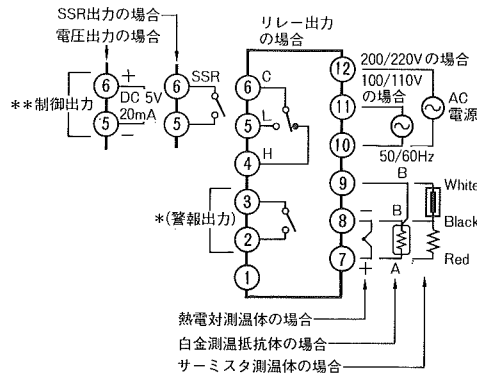 SSR出力の場合
電圧出力の場合
リレー出力
の場合
6
+
DC 5V
20mA
5
−
**制御出力
6
SSR
5
6
C
5
L
4
H
3
*(警報出力)
2
1
12
200/220Vの場合
100/110V
の場合
11
AC
電源
10
50/60Hz
9
B
White
8
−
B
Black
7
+
A
Red
熱電対測温体の場合
白金測温抵抗体の場合
サーミスタ測温体の場合